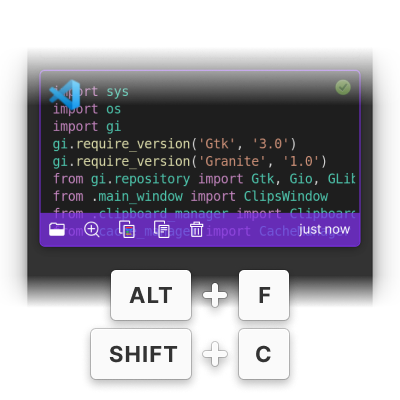 import sys
import os
import gi
gi.require_version('Gtk', '3.0')
gi.require_version('Granite', '1.0')
from gi.repository import Gtk, Gio, GLib
from .main_window import ClipsWindow
from .clipboard_manager import Clipboard
from .cache_manager import Cache
just now
ALT + F
SHIFT + C